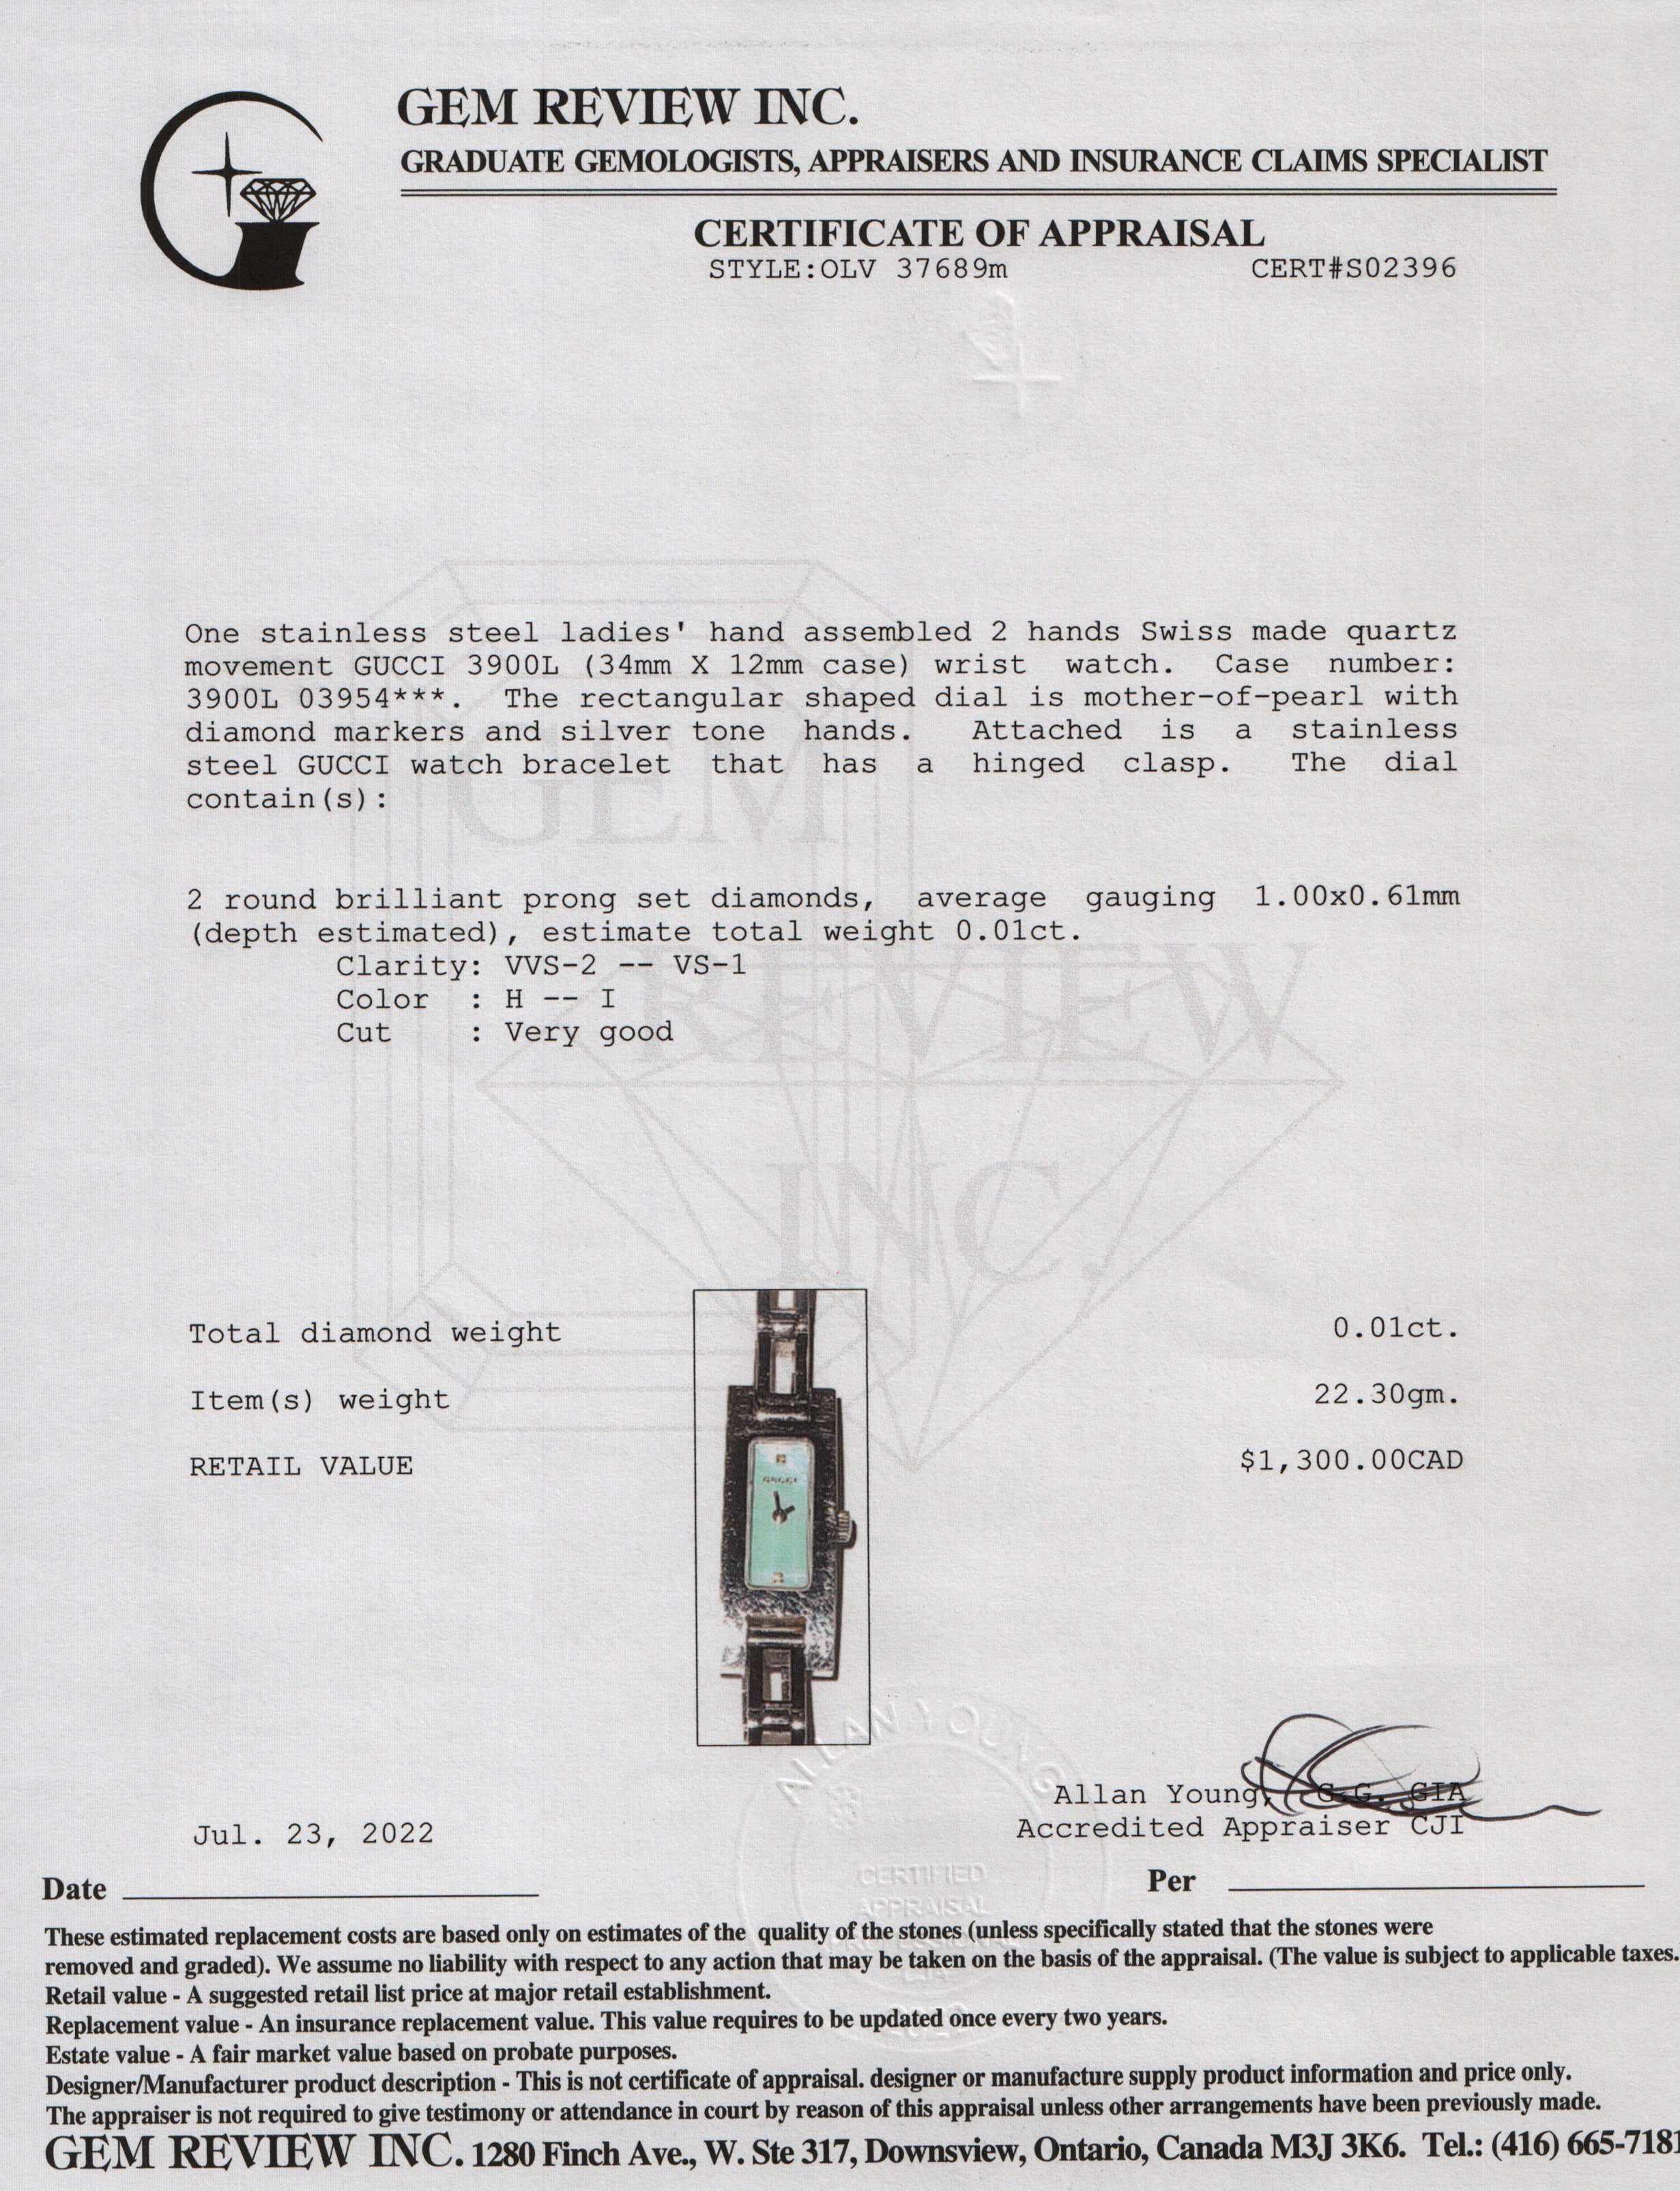 GEM REVIEW INC.
GRADUATE GEMOLOGISTS, APPRAISERS AND INSURANCE CLAIMS SPECIALIST
CERTIFICATE OF APPRAISAL
STYLE:OLV 37689m CERT#S02396
One stainless steel ladies' hand assembled 2 hands Swiss made quartz
movement GUCCI 3900L (34mm X 12mm case) wrist watch. Case number:
3900L 03954***. The rectangular shaped dial is mother-of-pearl with
diamond markers and silver tone hands. Attached is a stainless
steel GUCCI watch bracelet that has a hinged clasp. The dial
contain(s):
GEM
2 round brilliant prong set diamonds, average gauging 1.00x0.61mm
(depth estimated), estimate total weight 0.01ct.
Clarity: VVS-2 -- VS-1
Color : H -- I
Cut : Very good
REVIEW
INC.
Total diamond weight 0.01ct.
Item(s) weight 22.30gm.
RETAIL VALUE $1,300.00CAD
GUCCI
ALLAN YOUNG
CERTIFIED
APPRAISAL
PROFESSIONAL
Allan Young, G.G. GIA
Accredited Appraiser CJI
Jul. 23, 2022
Date
Per
These estimated replacement costs are based only on estimates of the quality of the stones (unless specifically stated that the stones were
removed and graded). We assume no liability with respect to any action that may be taken on the basis of the appraisal. (The value is subject to applicable taxes.
Retail value - A suggested retail list price at major retail establishment.
Replacement value - An insurance replacement value. This value requires to be updated once every two years.
Estate value - A fair market value based on probate purposes.
Designer/Manufacturer product description - This is not certificate of appraisal. designer or manufacture supply product information and price only.
The appraiser is not required to give testimony or attendance in court by reason of this appraisal unless other arrangements have been previously made.
GEM REVIEW INC. 1280 Finch Ave., W. Ste 317, Downsview, Ontario, Canada M3J 3K6. Tel.: (416) 665-7181